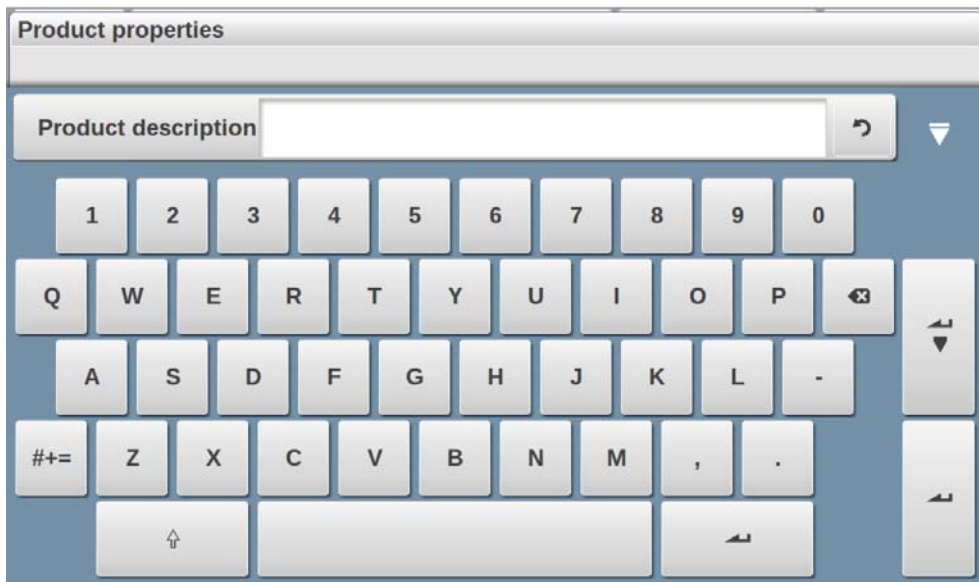 Product properties
Product description
1 2 3 4 5 6 7 8 9 0
Q W E R T Y U I O P
A S D F G H J K L -
#+= Z X C V B N M , .